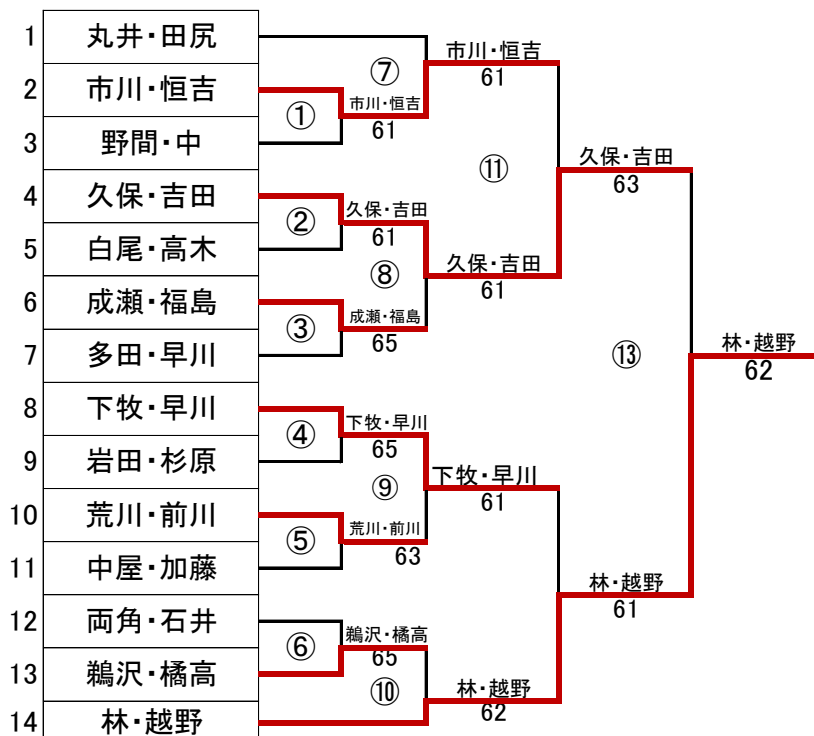 1 丸井・田尻
2 市川・恒吉
3 野間・中
4 久保・吉田
5 白尾・高木
6 成瀬・福島
7 多田・早川
8 下牧・早川
9 岩田・杉原
10 荒川・前川
11 中屋・加藤
12 両角・石井
13 鵜沢・橘高
14 林・越野
①
②
③
④
⑤
⑥
市川・恒吉
61
久保・吉田
61
成瀬・福島
65
下牧・早川
65
荒川・前川
63
鵜沢・橘高
65
⑦
⑧
⑨
⑩
市川・恒吉
61
久保・吉田
61
下牧・早川
61
林・越野
62
⑪
久保・吉田
63
林・越野
61
⑬
林・越野
62